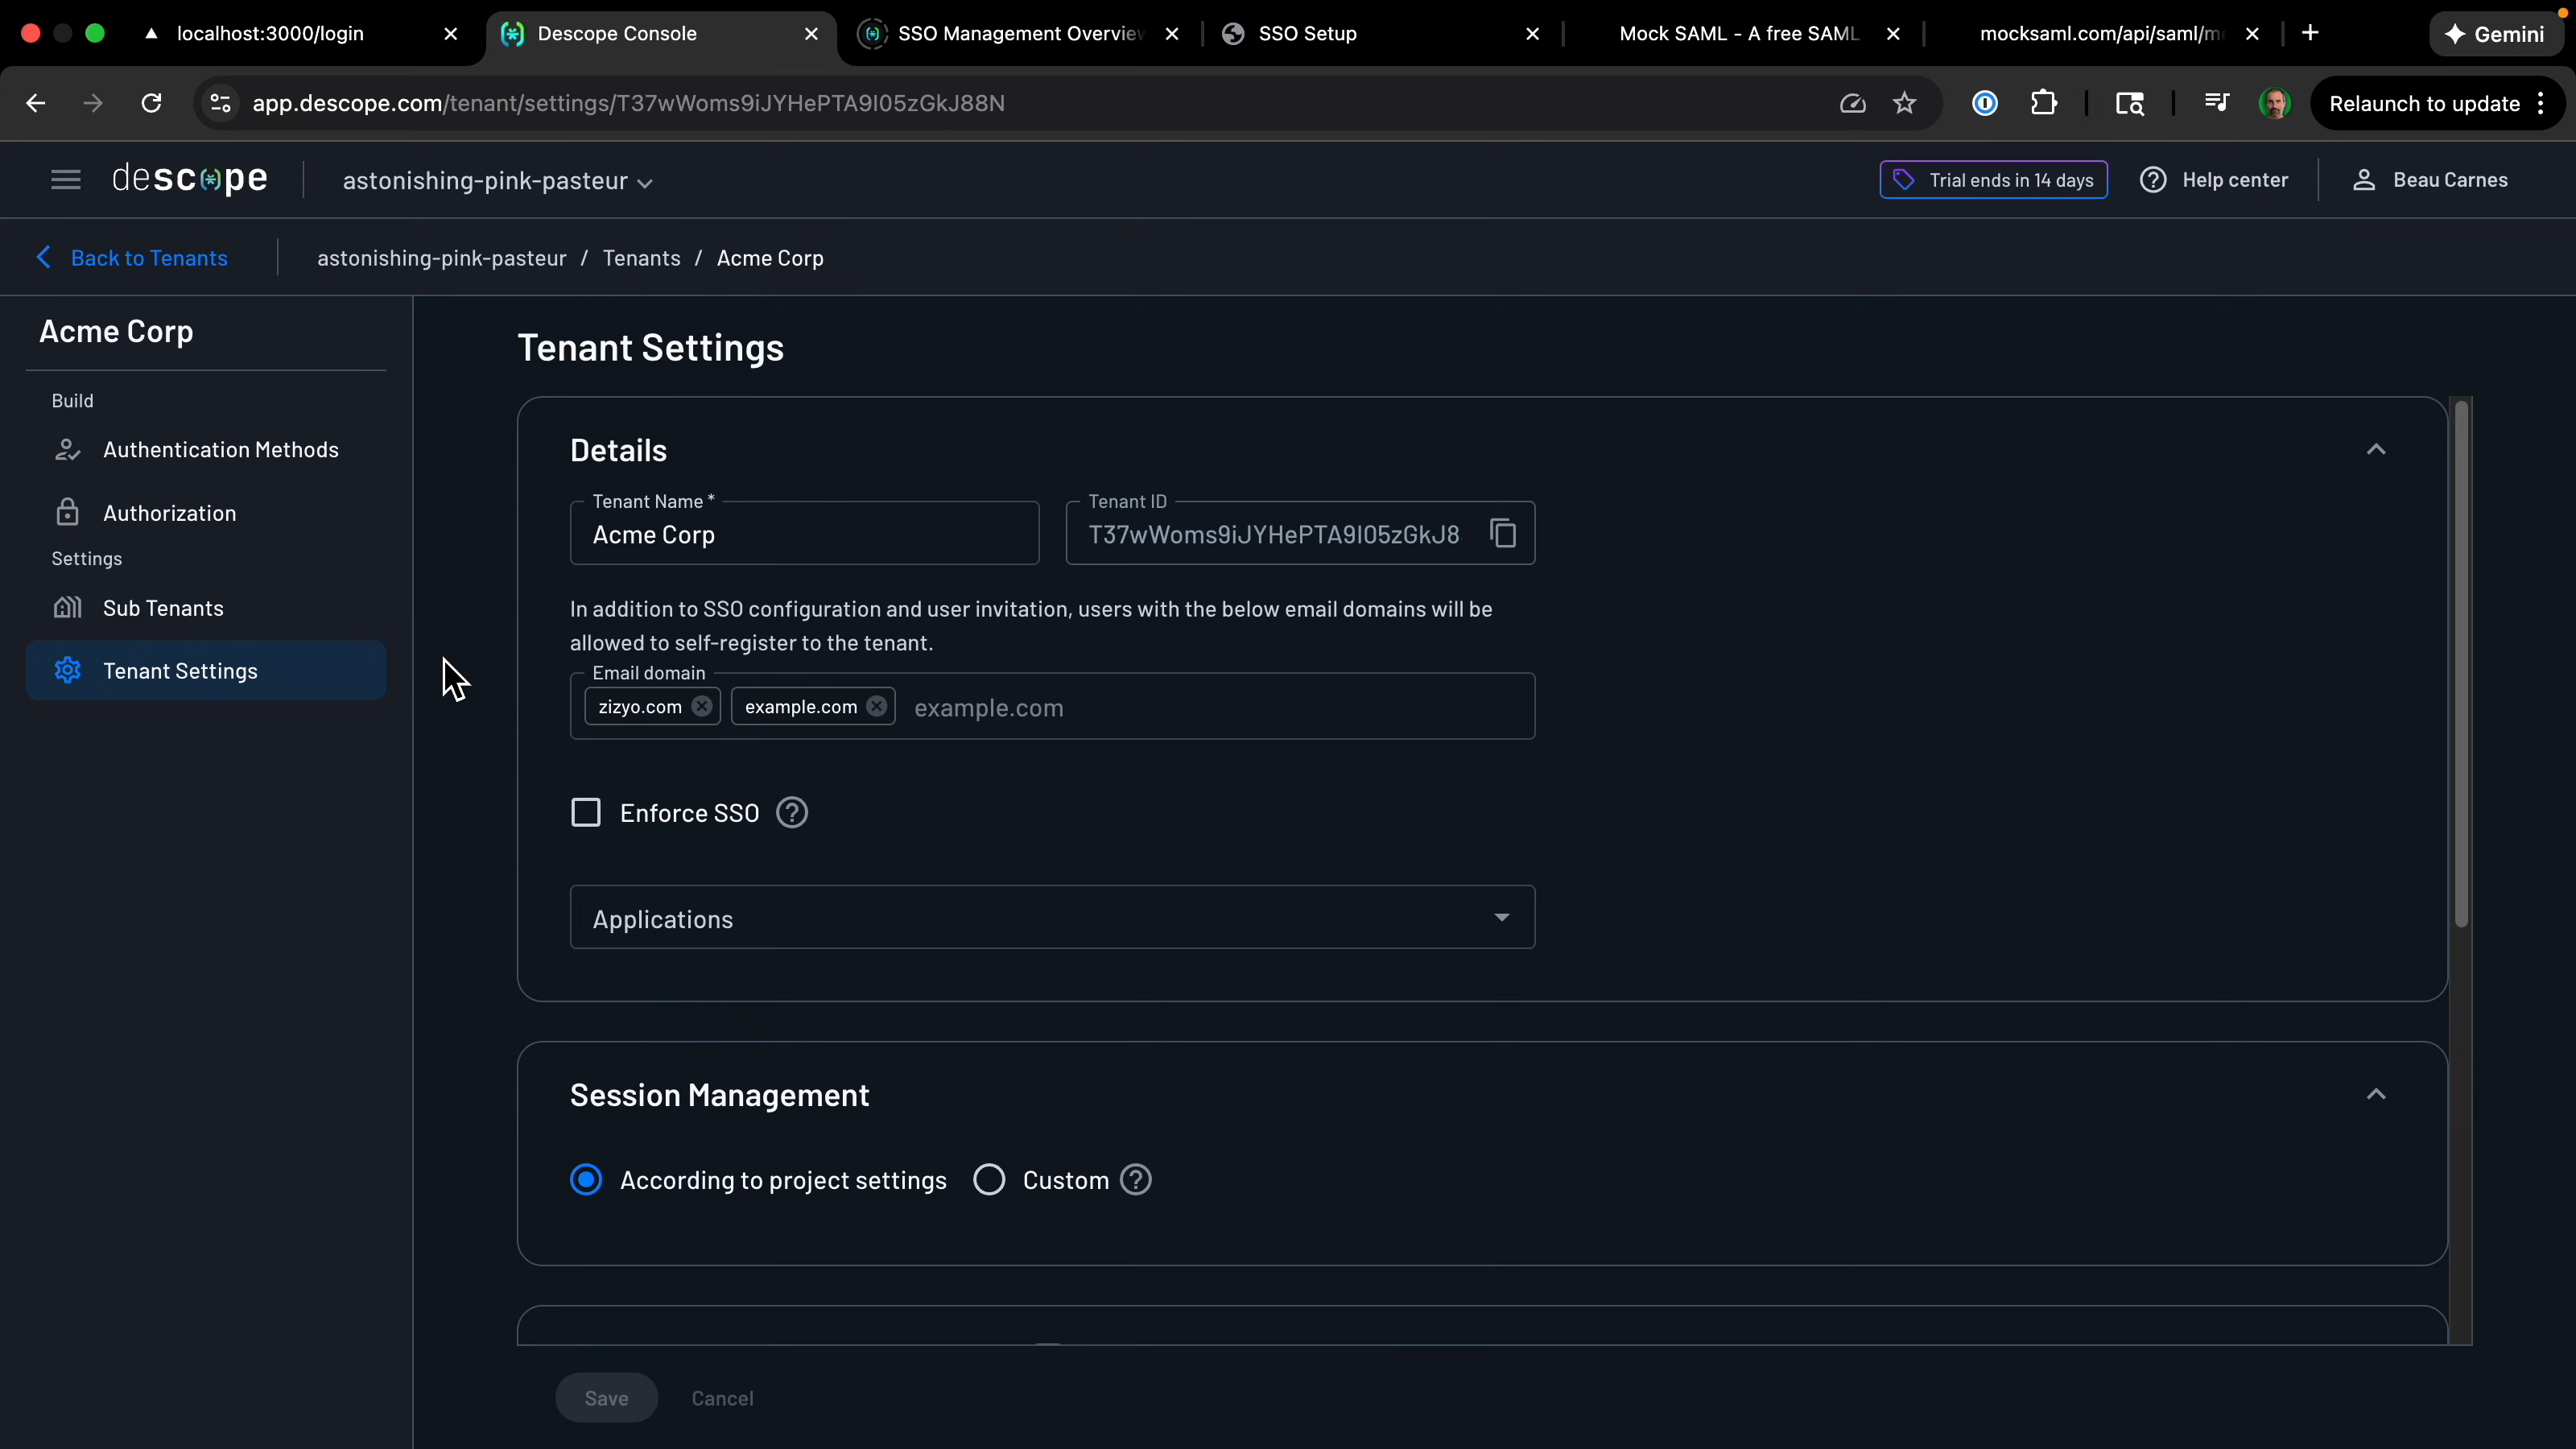 localhost:3000/login
Descope Console
SSO Management Overview
SSO Setup
Mock SAML - A free SAML
mocksaml.com/api/saml/m
Gemini
app.descope.com/tenant/settings/T37wWoms9iJYHePTA9I05zGkJ88N
Relaunch to update
descope
astonishing-pink-pasteur
Trial ends in 14 days
Help center
Beau Carnes
Back to Tenants
astonishing-pink-pasteur / Tenants / Acme Corp
Acme Corp
Build
Authentication Methods
Authorization
Settings
Sub Tenants
Tenant Settings
Tenant Settings
Details
Tenant Name *
Acme Corp
Tenant ID
T37wWoms9iJYHePTA9I05zGkJ8
In addition to SSO configuration and user invitation, users with the below email domains will be
allowed to self-register to the tenant.
Email domain
zizyo.com
example.com
example.com
Enforce SSO
Applications
Session Management
According to project settings
Custom
Save
Cancel